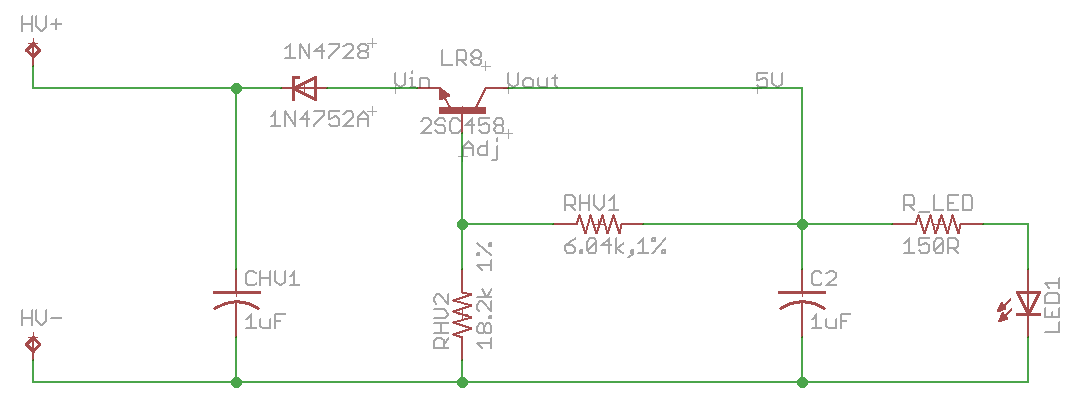 HV+
1N4728
LR8
Vin
Vout
5V
1N4752A
2SC458
Adj
RHV1
R_LED
6.04k,1%
150R
1%
CHV1
C2
RHV2
18.2k
LED1
HV-
1uF
1uF